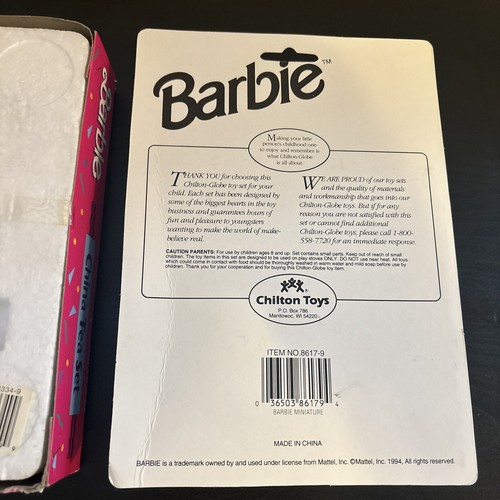 Barbie™
Making your little
person's childhood one
to enjoy and remember is
what Chilton-Globe
is all about.
THANK YOU for choosing this
Chilton-Globe toy set for your
child. Each set has been designed by
some of the biggest hearts in the toy
business and guarantees hours of
fun and pleasure to youngsters
wanting to make the world of make-
believe real.
WE ARE PROUD of our toy sets
and the quality of materials
and workmanship that goes into our
Chilton-Globe toys. But if for any
reason you are not satisfied with this
set or cannot find additional
Chilton-Globe toys, please call 1-800-
558-7720 for an immediate response.
CAUTION PARENTS: For use by children ages 8 and up. Set contains small parts. Keep out of reach of small
children. The toy items in this set are designed to be used on play stoves ONLY. DO NOT use near heat. All toys
which could come in contact with food should be thoroughly washed in warm water and mild soap before use by
children. Thank you for your cooperation and for buying this Chilton-Globe toy item.
Chilton Toys
P.O. Box 786
Manitowoc, WI 54220
ITEM NO.8617-9
0 36503 86179 4
BARBIE MINIATURE
MADE IN CHINA
BARBIE is a trademark owned by and used under license from Mattel, Inc. ©Mattel, Inc. 1994, All rights reserved.
Barbie
China Tea Set
334-9